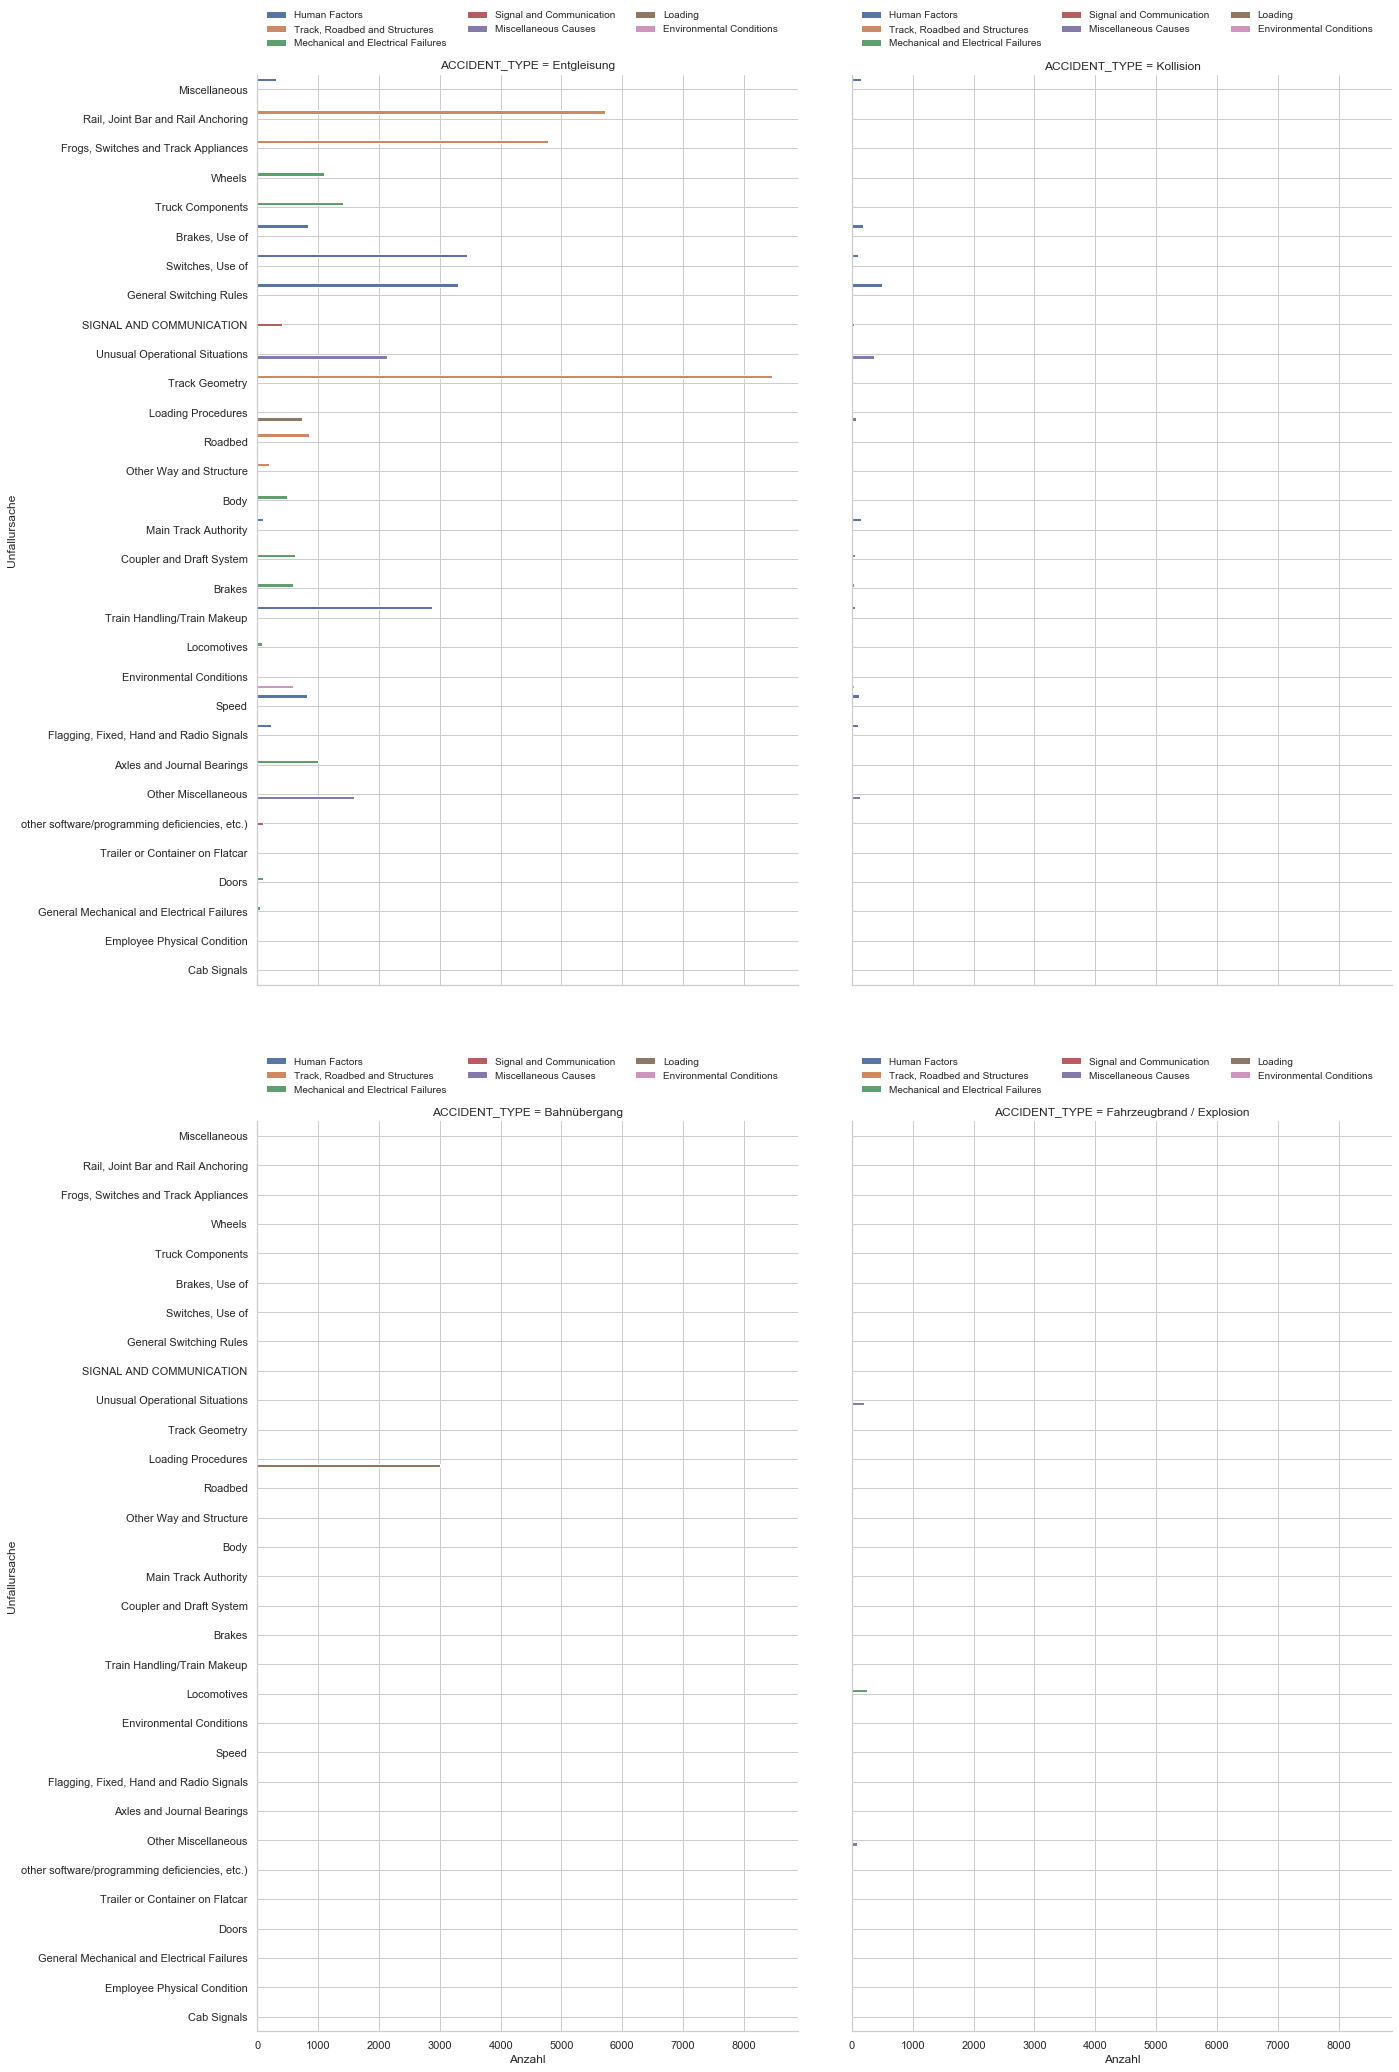 Human Factors Signal and Communication Loading
Track, Roadbed and Structures Miscellaneous Causes Environmental Conditions
Mechanical and Electrical Failures
ACCIDENT_TYPE = Entgleisung
Human Factors Signal and Communication Loading
Track, Roadbed and Structures Miscellaneous Causes Environmental Conditions
Mechanical and Electrical Failures
ACCIDENT_TYPE = Kollision
Unfallursache
Miscellaneous
Rail, Joint Bar and Rail Anchoring
Frogs, Switches and Track Appliances
Wheels
Truck Components
Brakes, Use of
Switches, Use of
General Switching Rules
SIGNAL AND COMMUNICATION
Unusual Operational Situations
Track Geometry
Loading Procedures
Roadbed
Other Way and Structure
Body
Main Track Authority
Coupler and Draft System
Brakes
Train Handling/Train Makeup
Locomotives
Environmental Conditions
Speed
Flagging, Fixed, Hand and Radio Signals
Axles and Journal Bearings
Other Miscellaneous
other software/programming deficiencies, etc.)
Trailer or Container on Flatcar
Doors
General Mechanical and Electrical Failures
Employee Physical Condition
Cab Signals
Human Factors Signal and Communication Loading
Track, Roadbed and Structures Miscellaneous Causes Environmental Conditions
Mechanical and Electrical Failures
ACCIDENT_TYPE = Bahnübergang
Human Factors Signal and Communication Loading
Track, Roadbed and Structures Miscellaneous Causes Environmental Conditions
Mechanical and Electrical Failures
ACCIDENT_TYPE = Fahrzeugbrand / Explosion
Unfallursache
Miscellaneous
Rail, Joint Bar and Rail Anchoring
Frogs, Switches and Track Appliances
Wheels
Truck Components
Brakes, Use of
Switches, Use of
General Switching Rules
SIGNAL AND COMMUNICATION
Unusual Operational Situations
Track Geometry
Loading Procedures
Roadbed
Other Way and Structure
Body
Main Track Authority
Coupler and Draft System
Brakes
Train Handling/Train Makeup
Locomotives
Environmental Conditions
Speed
Flagging, Fixed, Hand and Radio Signals
Axles and Journal Bearings
Other Miscellaneous
other software/programming deficiencies, etc.)
Trailer or Container on Flatcar
Doors
General Mechanical and Electrical Failures
Employee Physical Condition
Cab Signals
0 1000 2000 3000 4000 5000 6000 7000 8000
Anzahl
0 1000 2000 3000 4000 5000 6000 7000 8000
Anzahl